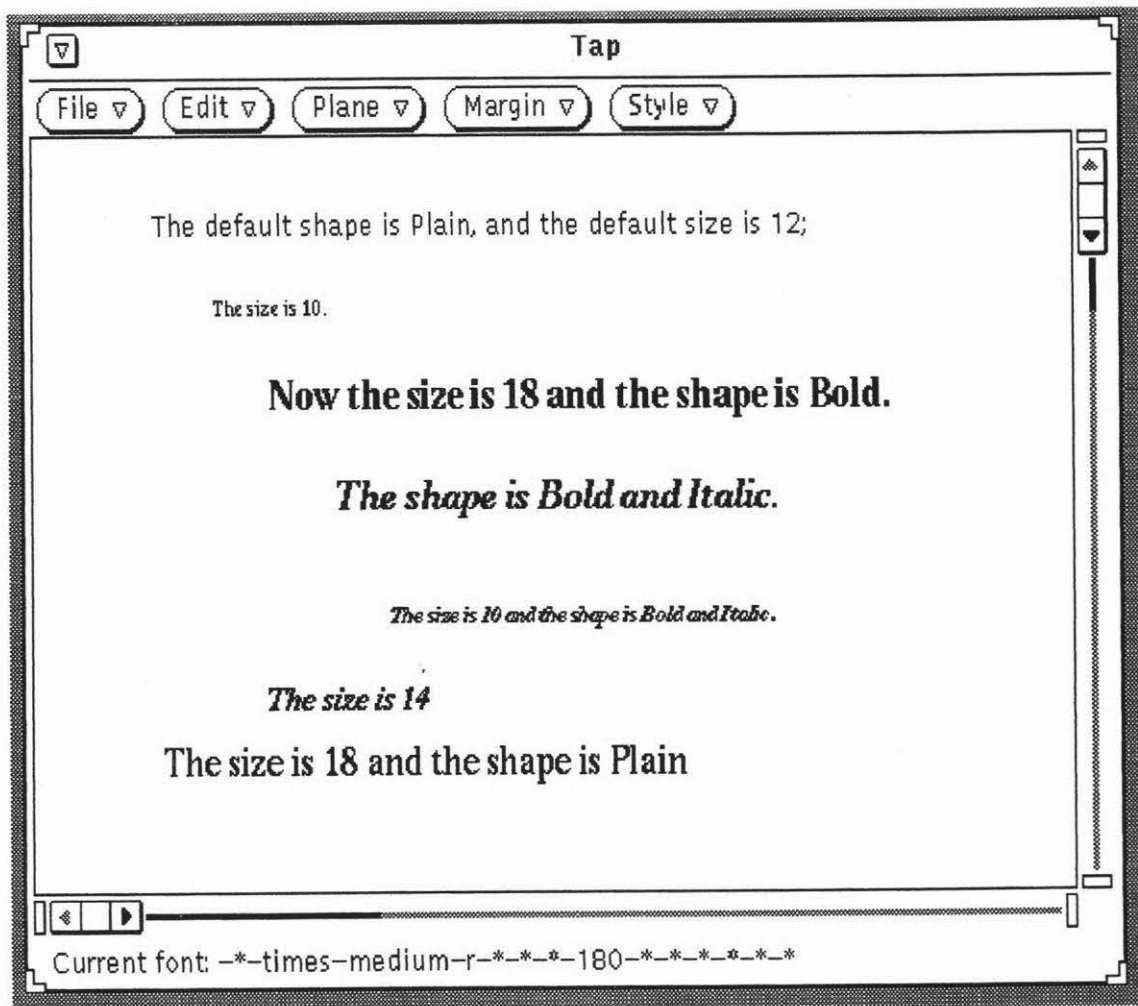 Tap
File Edit Plane Margin Style
The default shape is Plain, and the default size is 12;
The size is 10.
Now the size is 18 and the shape is Bold.
The shape is Bold and Italic.
The size is 10 and the shape is Bold and Italic.
The size is 14
The size is 18 and the shape is Plain
Current font: -*-times-medium-r-*-*-*-180-*-*-*-*-*-*